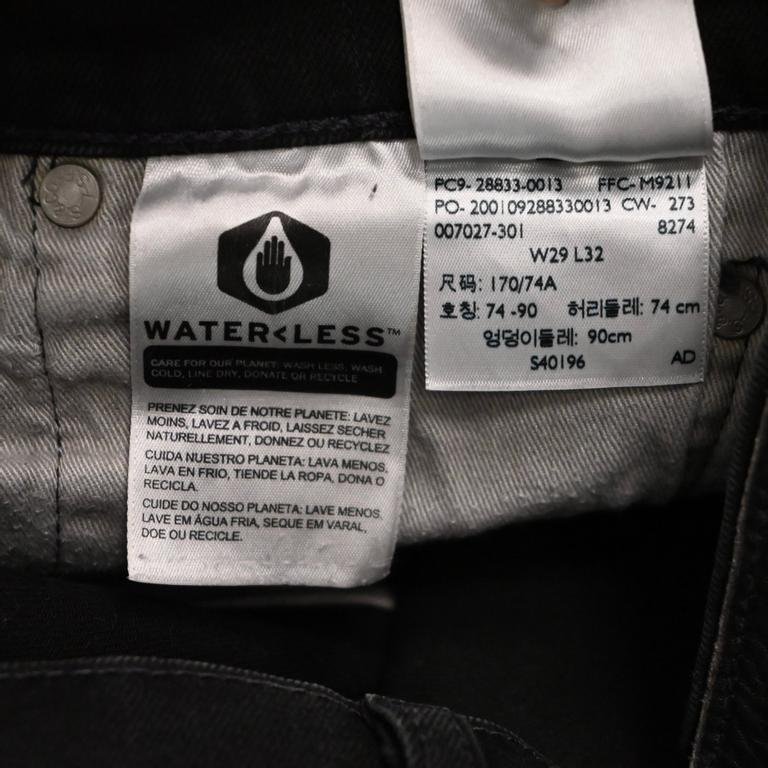 WATER<LESS™
CARE FOR OUR PLANET: WASH LESS, WASH
COLD, LINE DRY, DONATE OR RECYCLE
PRENEZ SOIN DE NOTRE PLANETE: LAVEZ
MOINS, LAVEZ A FROID, LAISSEZ SECHER
NATURELLEMENT, DONNEZ OU RECYCLEZ
CUIDA NUESTRO PLANETA: LAVA MENOS,
LAVA EN FRIO, TIENDE LA ROPA, DONA O
RECICLA.
CUIDE DO NOSSO PLANETA: LAVE MENOS,
LAVE EM ÁGUA FRIA, SEQUE EM VARAL,
DOE OU RECICLE.
PC9- 28833-0013 FFC- M9211
PO- 200109288330013 CW- 273
007027-301 8274
W29 L32
尺码: 170/74A
호칭: 74 -90 허리둘레: 74 cm
엉덩이둘레: 90cm
S40196 AD